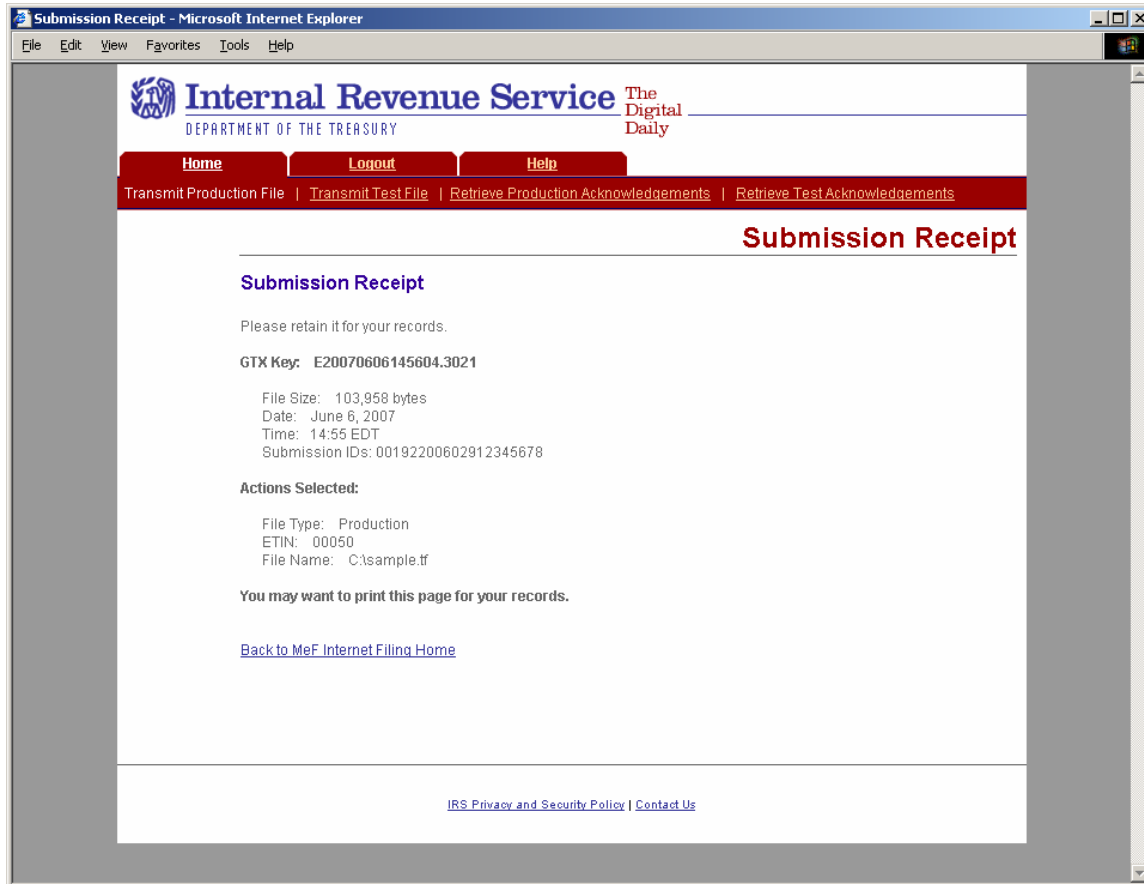 Submission Receipt - Microsoft Internet Explorer
File Edit View Favorites Tools Help
Internal Revenue Service
DEPARTMENT OF THE TREASURY
The
Digital
Daily
Home Logout Help
Transmit Production File | Transmit Test File | Retrieve Production Acknowledgements | Retrieve Test Acknowledgements
Submission Receipt
Submission Receipt
Please retain it for your records.
GTX Key: E20070606145604.3021
File Size: 103,958 bytes
Date: June 6, 2007
Time: 14:55 EDT
Submission IDs: 00192200602912345678
Actions Selected:
File Type: Production
ETIN: 00050
File Name: C:\sample.tf
You may want to print this page for your records.
Back to MeF Internet Filing Home
IRS Privacy and Security Policy | Contact Us